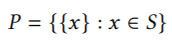 P = {{x} : x ∈ S}